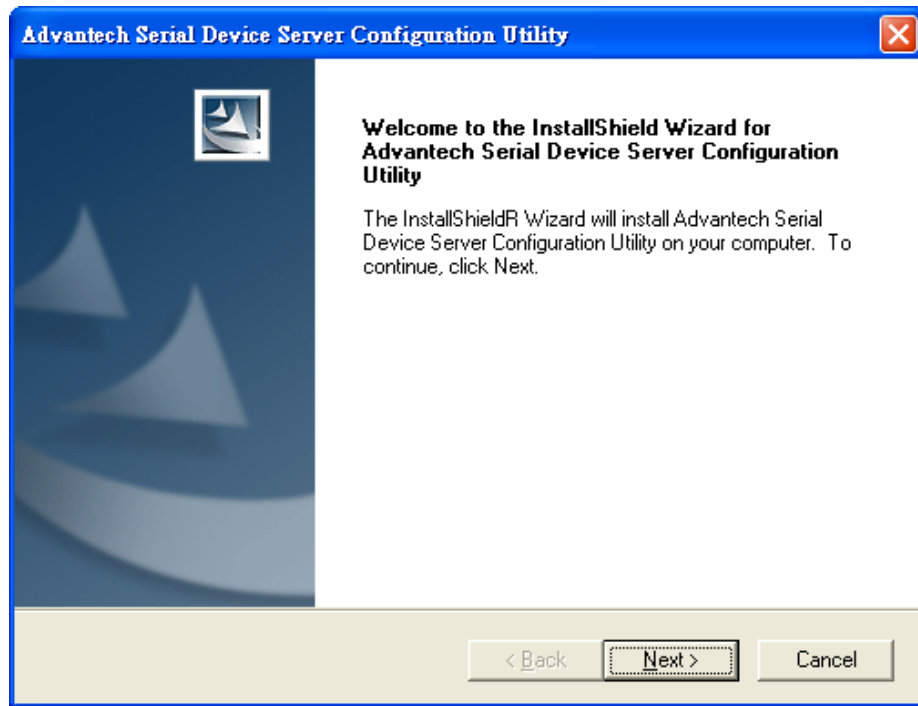 Advantech Serial Device Server Configuration Utility
Welcome to the InstallShield Wizard for
Advantech Serial Device Server Configuration
Utility
The InstallShieldR Wizard will install Advantech Serial
Device Server Configuration Utility on your computer. To
continue, click Next.
< Back
Next >
Cancel